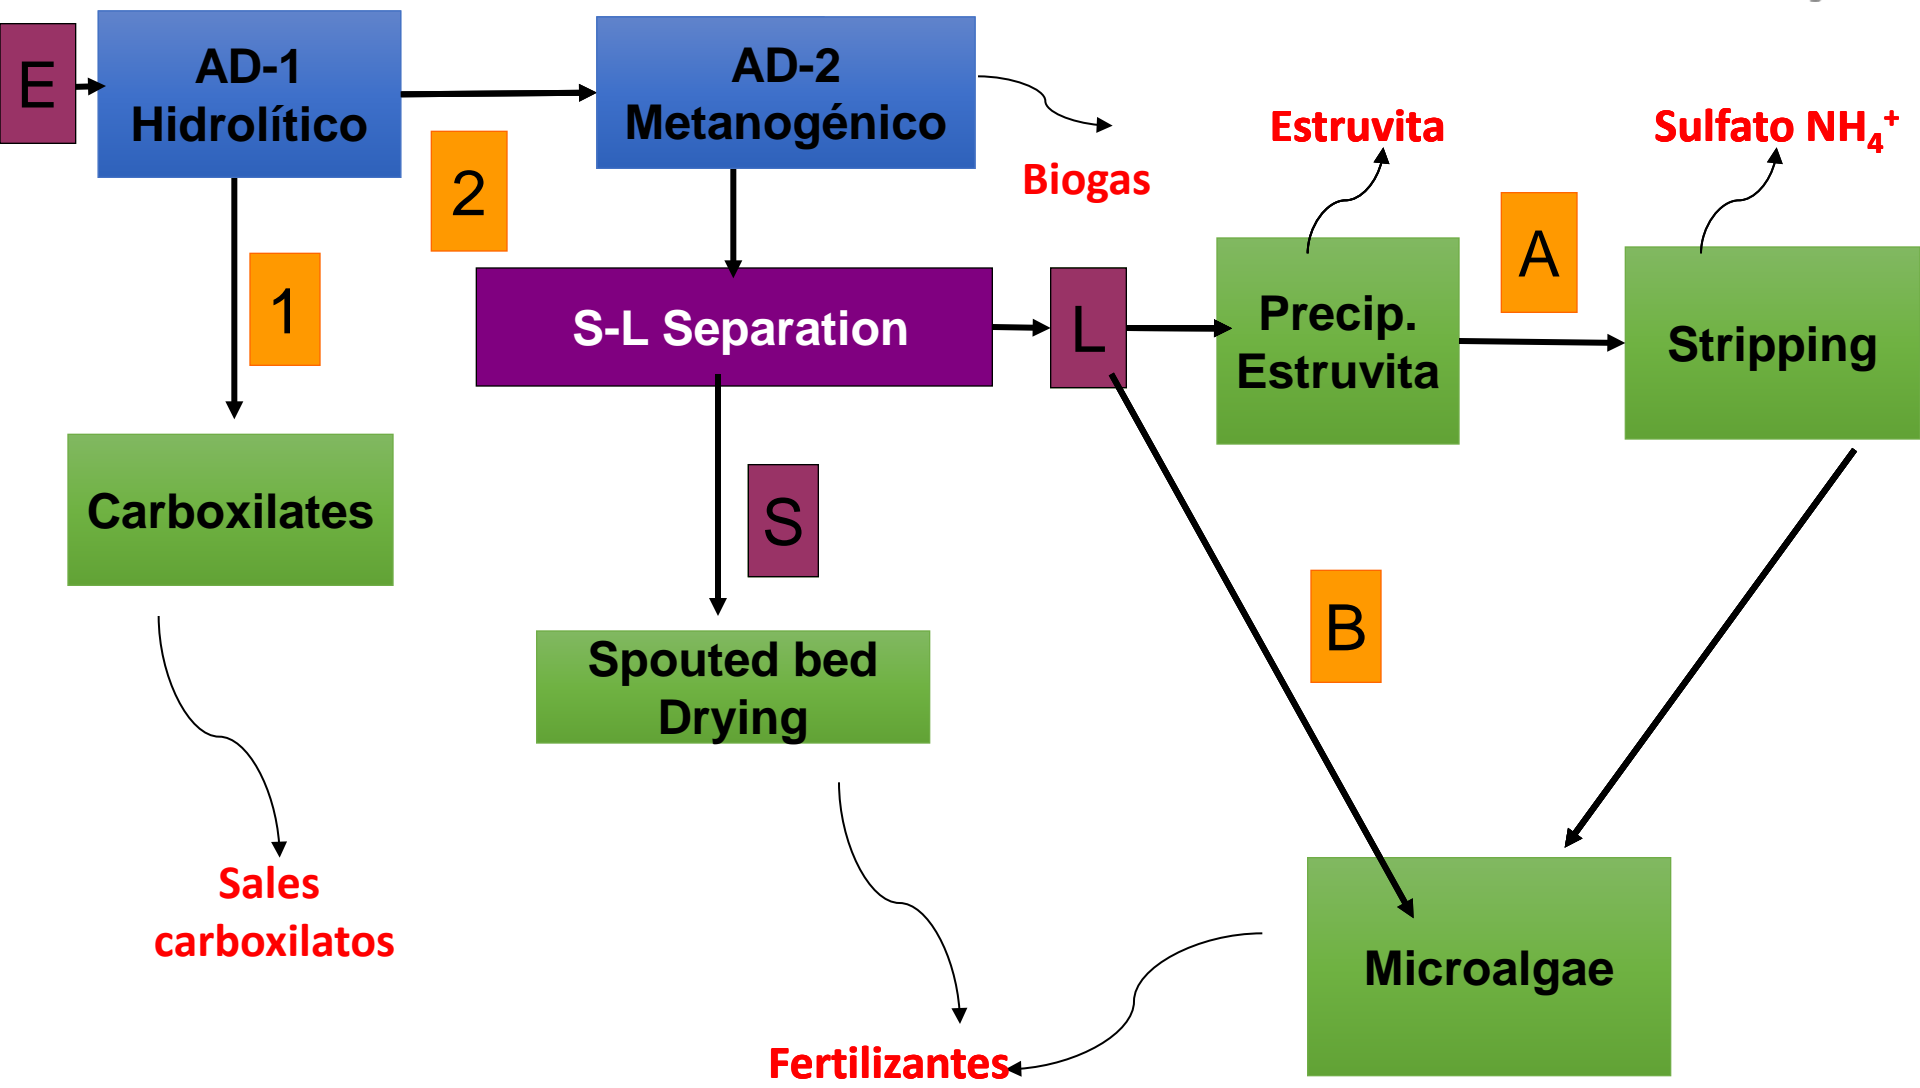 E
AD-1
Hidrolítico
2
AD-2
Metanogénico
Biogas
Estruvita
Sulfato NH₄⁺
1
S-L Separation
L
Precip.
Estruvita
A
Stripping
Carboxilates
S
B
Spouted bed
Drying
Sales
carboxilatos
Microalgae
Fertilizantes